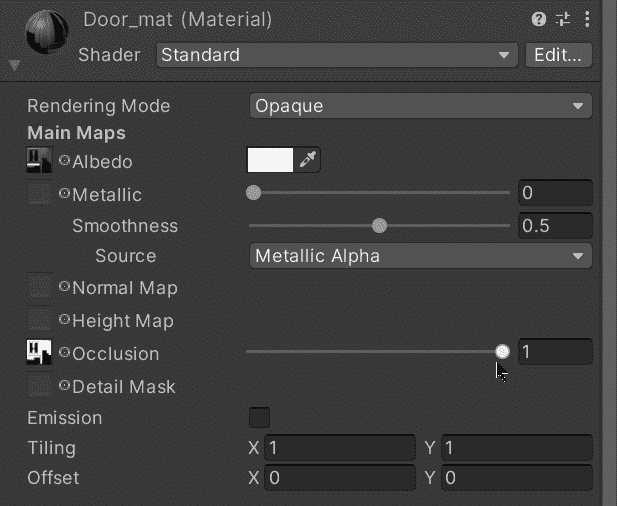 Door_mat (Material)
Shader Standard Edit...
Rendering Mode Opaque
Main Maps
Albedo
Metallic 0
Smoothness 0.5
Source Metallic Alpha
Normal Map
Height Map
Occlusion 1
Detail Mask
Emission
Tiling X 1 Y 1
Offset X 0 Y 0